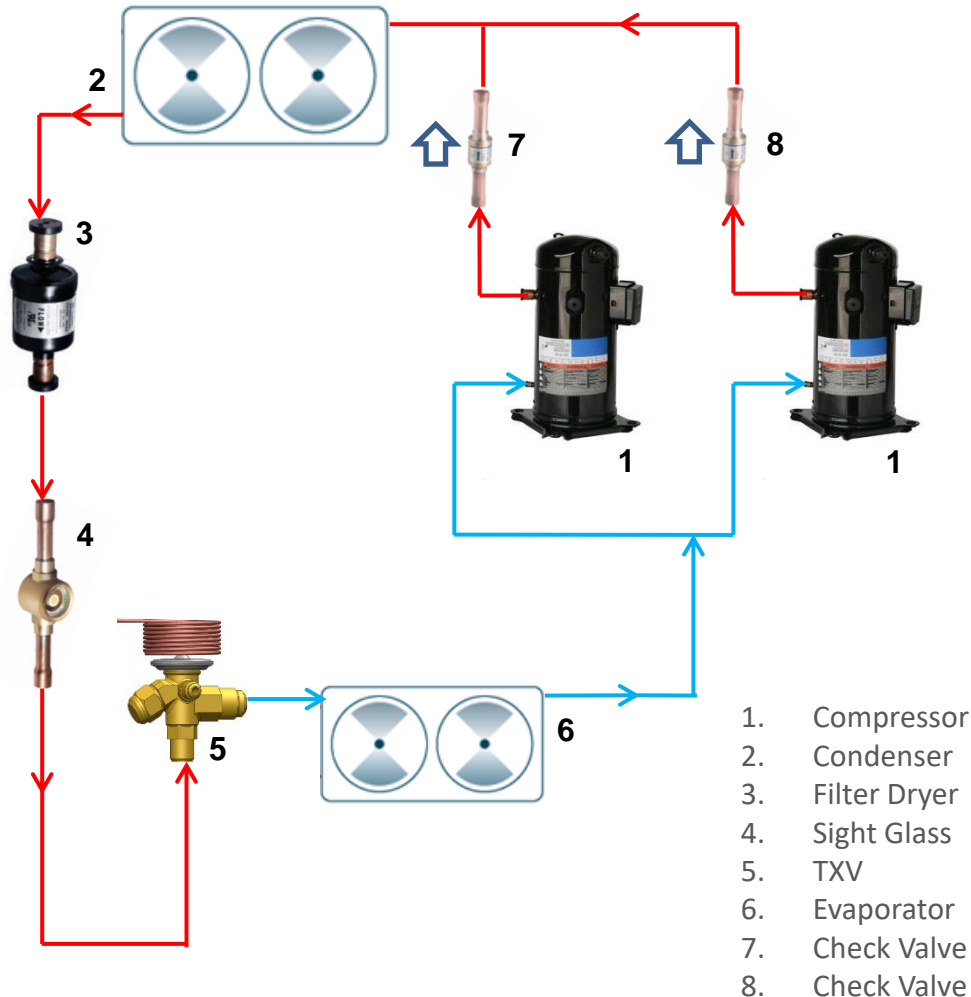 2
7
8
3
1
1
4
5
6
1. Compressor
2. Condenser
3. Filter Dryer
4. Sight Glass
5. TXV
6. Evaporator
7. Check Valve
8. Check Valve